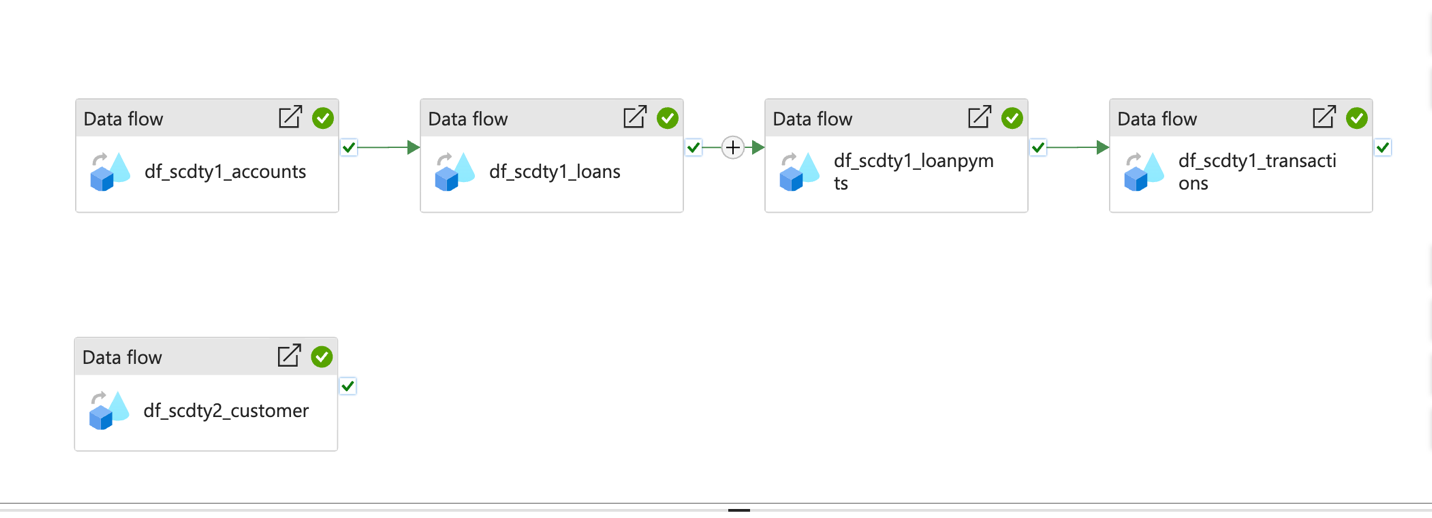 Data flow
df_scdty1_accounts
Data flow
df_scdty1_loans
Data flow
df_scdty1_loanpym
ts
Data flow
df_scdty1_transacti
ons
Data flow
df_scdty2_customer